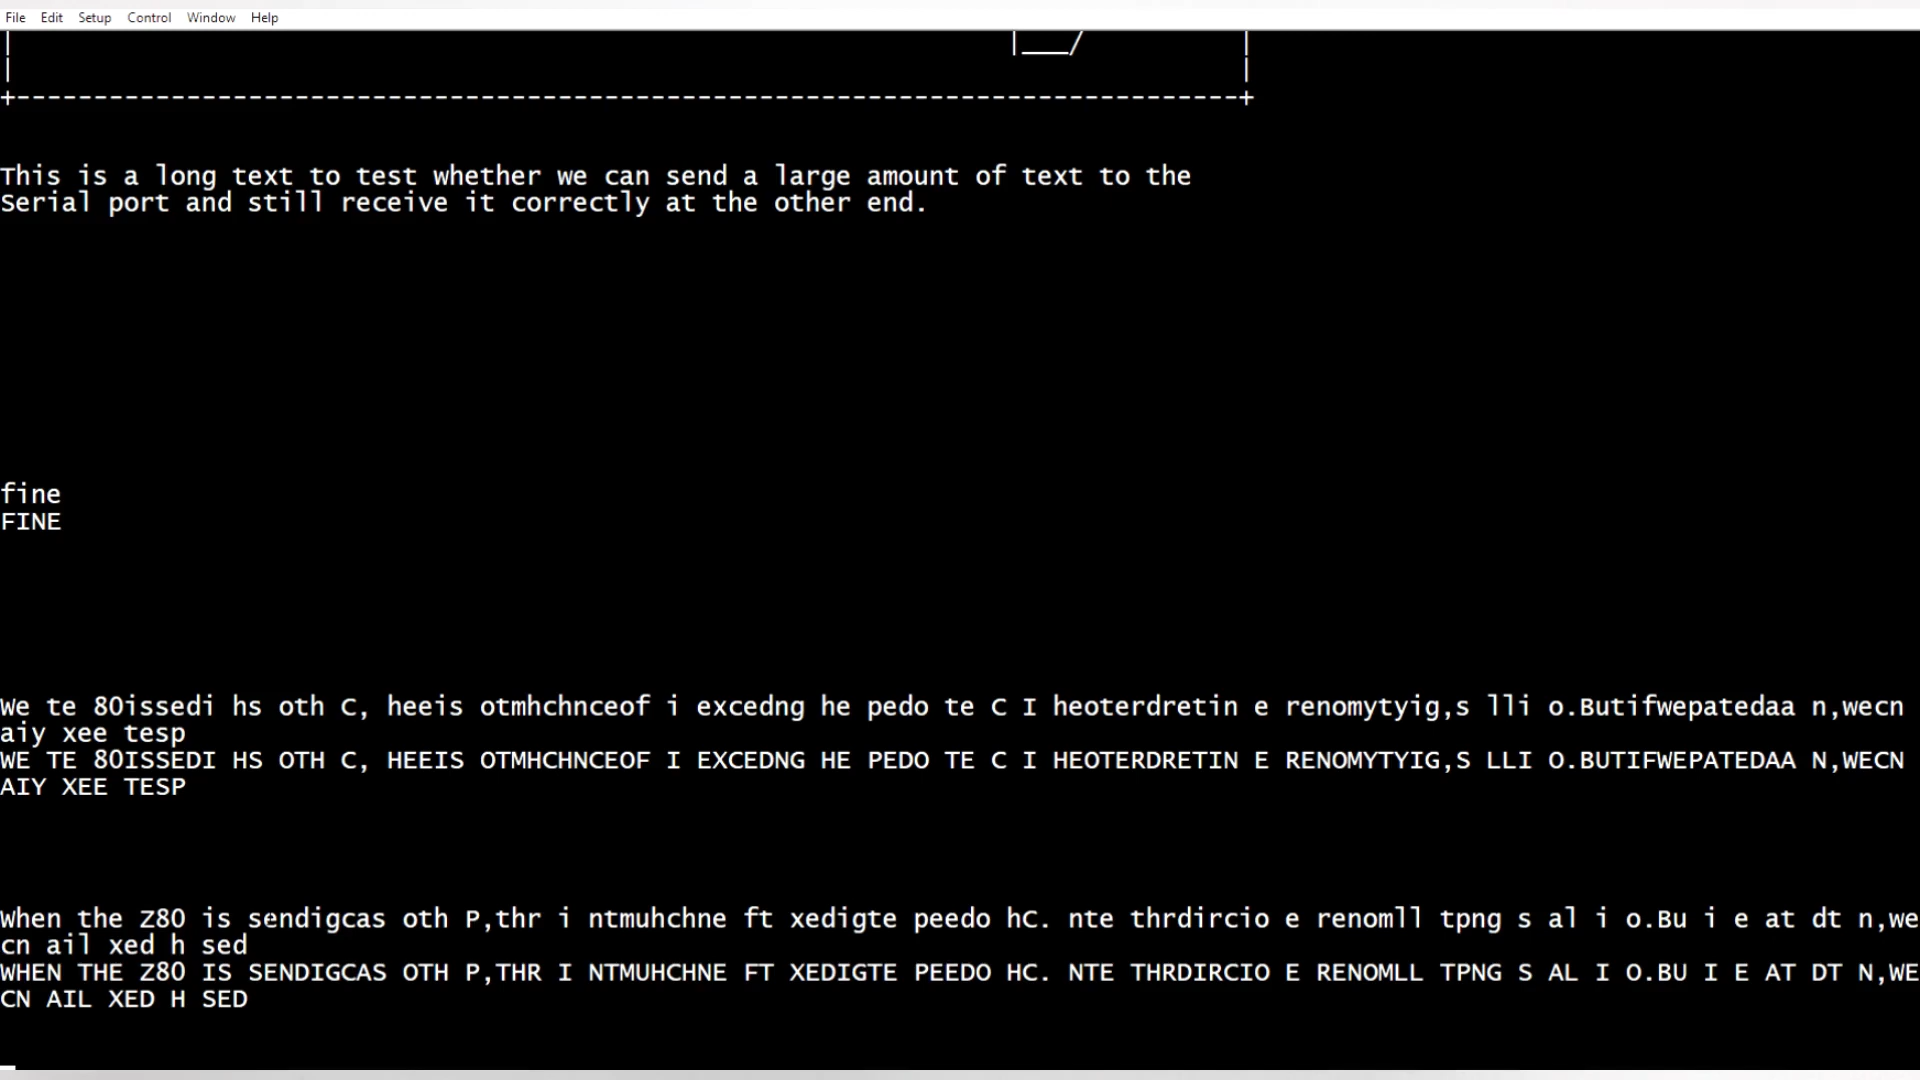 File Edit Setup Control Window Help
This is a long text to test whether we can send a large amount of text to the
Serial port and still receive it correctly at the other end.
fine
FINE
We te 80issedi hs oth C, heeis otmhchnceof i excedng he pedo te C I heoterdretin e renomytyig,s lli o.Butifwepatedaa n,wecn
aiy xee tesp
WE TE 80ISSEDI HS OTH C, HEEIS OTMHCHNCEOF I EXCEDNG HE PEDO TE C I HEOTERDRETIN E RENOMYTYIG,S LLI O.BUTIFWEPATEDAA N,WECN
AIY XEE TESP
When the Z80 is sendigcas oth P,thr i ntmuhchne ft xedigte peedo hC. nte thrdircio e renomll tpng s al i o.Bu i e at dt n,we
cn ail xed h sed
WHEN THE Z80 IS SENDIGCAS OTH P,THR I NTMUHCHNE FT XEDIGTE PEEDO HC. NTE THRDIRCIO E RENOMLL TPNG S AL I O.BU I E AT DT N,WE
CN AIL XED H SED